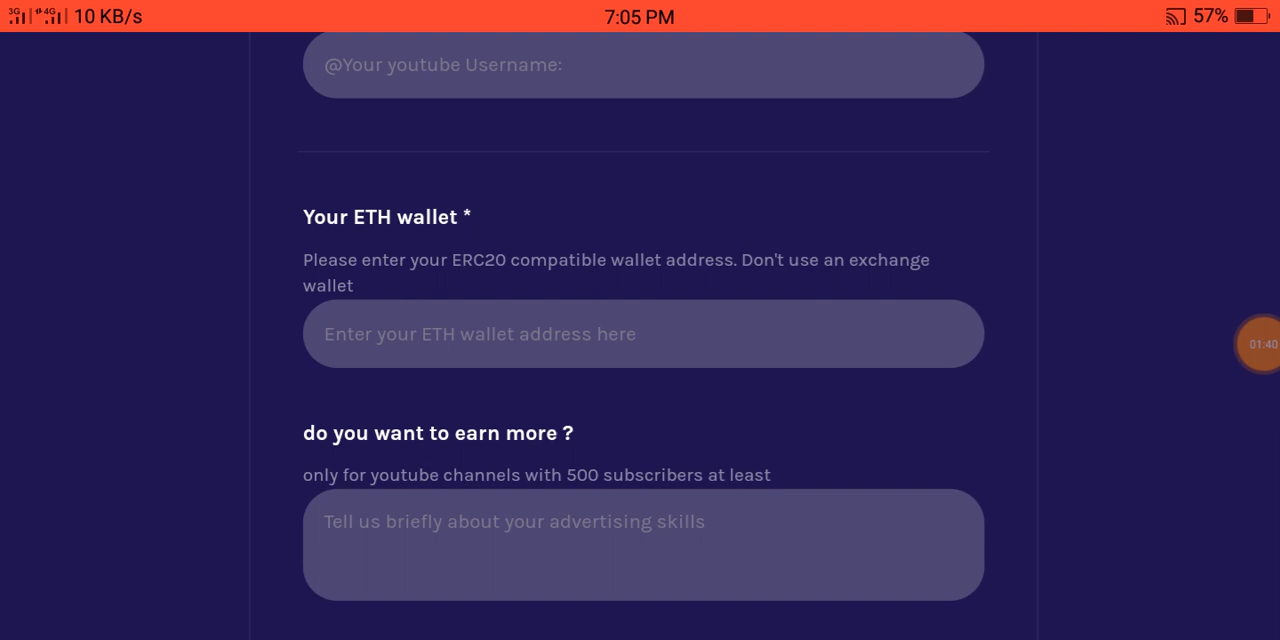 3G 4G 10 KB/s 7:05 PM 57%
@Your youtube Username:
Your ETH wallet *
Please enter your ERC20 compatible wallet address. Don't use an exchange
wallet
Enter your ETH wallet address here
01:40
do you want to earn more ?
only for youtube channels with 500 subscribers at least
Tell us briefly about your advertising skills